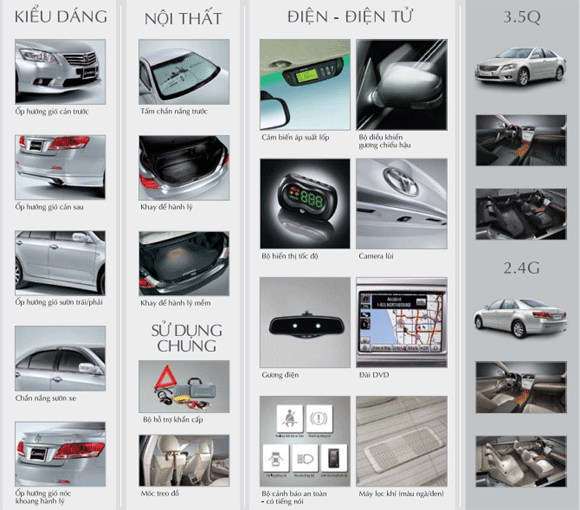 KIỂU DÁNG
Ốp hướng gió cản trước
Ốp hướng gió cản sau
Ốp hướng gió sườn trái/phải
Chắn nắng sườn xe
Ốp hướng gió nóc
khoang hành lý
NỘI THẤT
Tấm chắn nắng trước
Khay để hành lý
Khay để hành lý mềm
SỬ DỤNG
CHUNG
Bộ hỗ trợ khẩn cấp
Móc treo đồ
ĐIỆN - ĐIỆN TỬ
Cảm biến áp suất lốp
Bộ điều khiển
gương chiếu hậu
Bộ hiển thị tốc độ
Camera lùi
Gương điện
Đài DVD
Bộ cảnh báo an toàn
- có tiếng nói
Máy lọc khí (màu ngà/đen)
3.5Q
2.4G